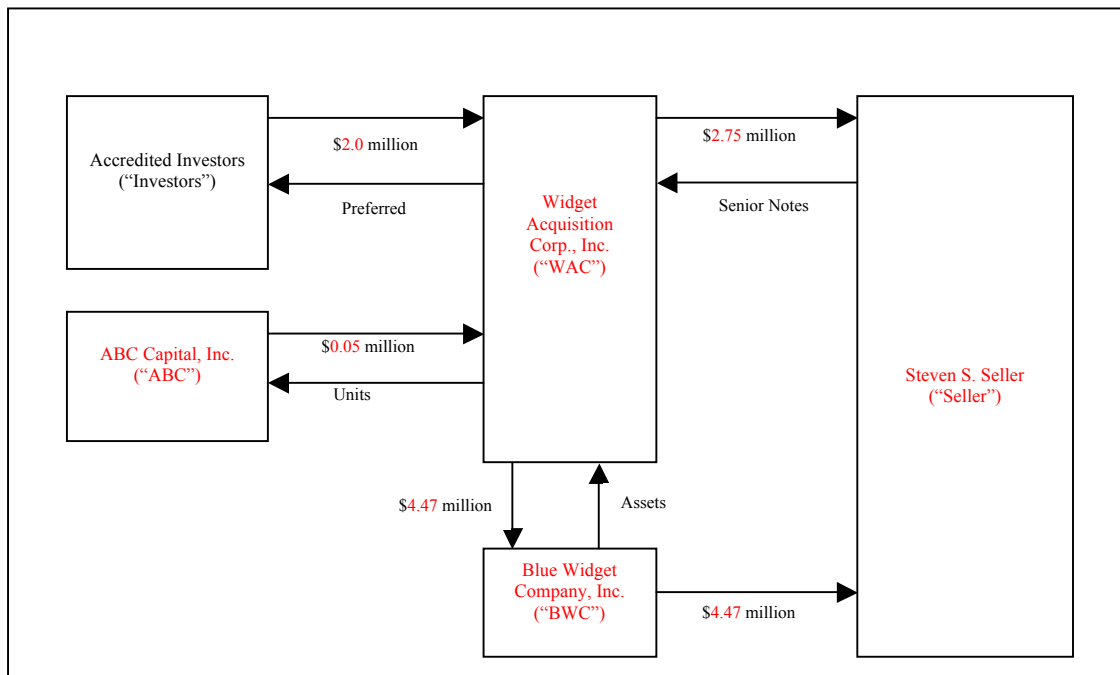 Accredited Investors
(“Investors”)
$2.0 million
Preferred
Widget
Acquisition
Corp., Inc.
(“WAC”)
$2.75 million
Senior Notes
ABC Capital, Inc.
(“ABC”)
$0.05 million
Units
Steven S. Seller
(“Seller”)
$4.47 million
Assets
Blue Widget
Company, Inc.
(“BWC”)
$4.47 million